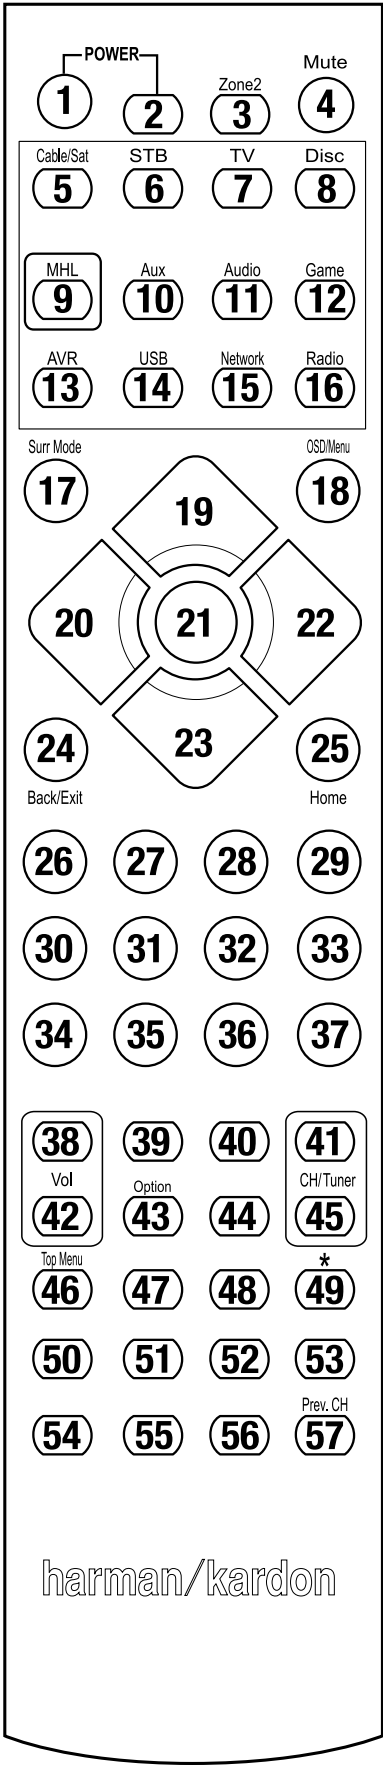 POWER
Zone2 Mute
1 2 3 4
Cable/Sat STB TV Disc
5 6 7 8
MHL Aux Audio Game
9 10 11 12
AVR USB Network Radio
13 14 15 16
Surr Mode OSD/Menu
17 18
19
20 21 22
23
24 25
Back/Exit Home
26 27 28 29
30 31 32 33
34 35 36 37
38 39 40 41
Vol Option CH/Tuner
42 43 44 45
Top Menu *
46 47 48 49
50 51 52 53
Prev. CH
54 55 56 57
harman/kardon